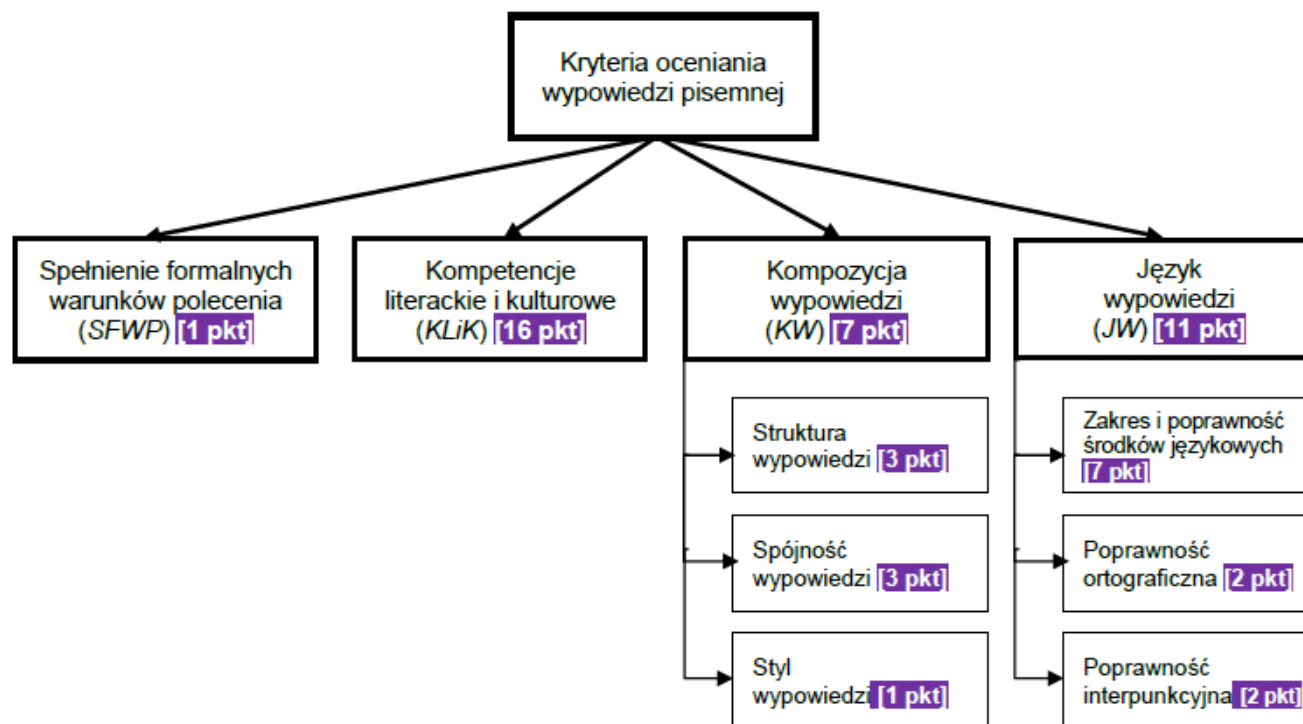 Kryteria oceniania
wypowiedzi pisemnej
Spełnienie formalnych
warunków polecenia
(SFWP) [1 pkt]
Kompetencje
literackie i kulturowe
(KLiK) [16 pkt]
Kompozycja
wypowiedzi
(KW) [7 pkt]
Język
wypowiedzi
(JW) [11 pkt]
Struktura
wypowiedzi [3 pkt]
Spójność
wypowiedzi [3 pkt]
Styl
wypowiedzi [1 pkt]
Zakres i poprawność
środków językowych
[7 pkt]
Poprawność
ortograficzna [2 pkt]
Poprawność
interpunkcyjna [2 pkt]